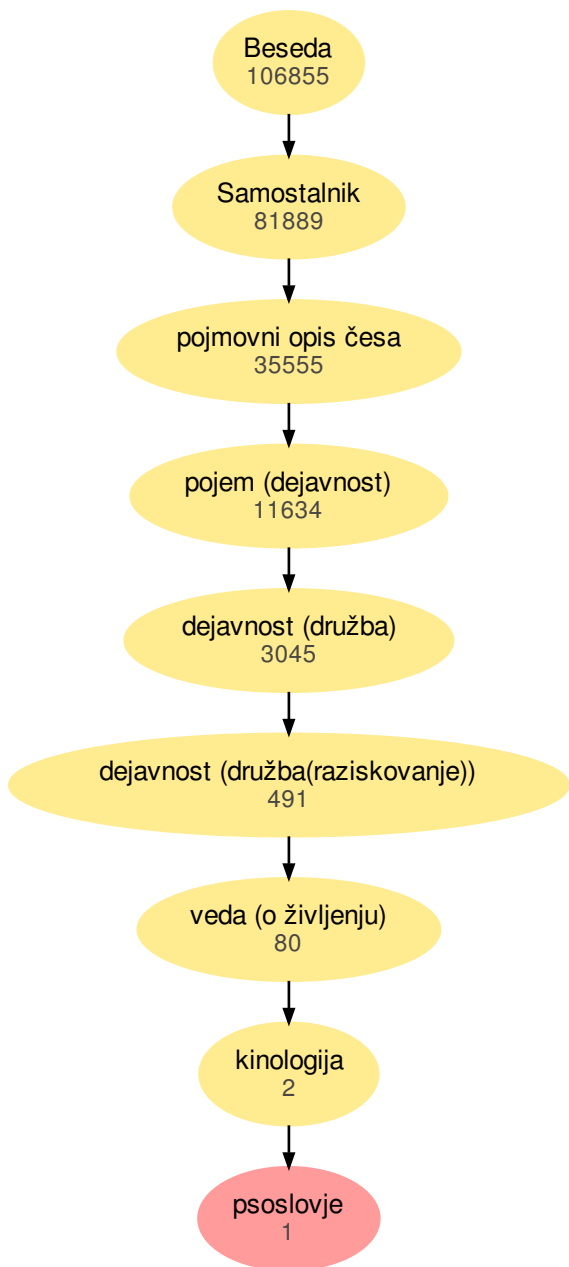 Beseda
106855
Samostalnik
81889
pojmovni opis česa
35555
pojem (dejavnost)
11634
dejavnost (družba)
3045
dejavnost (družba(raziskovanje))
491
veda (o življenju)
80
kinologija
2
psoslovje
1